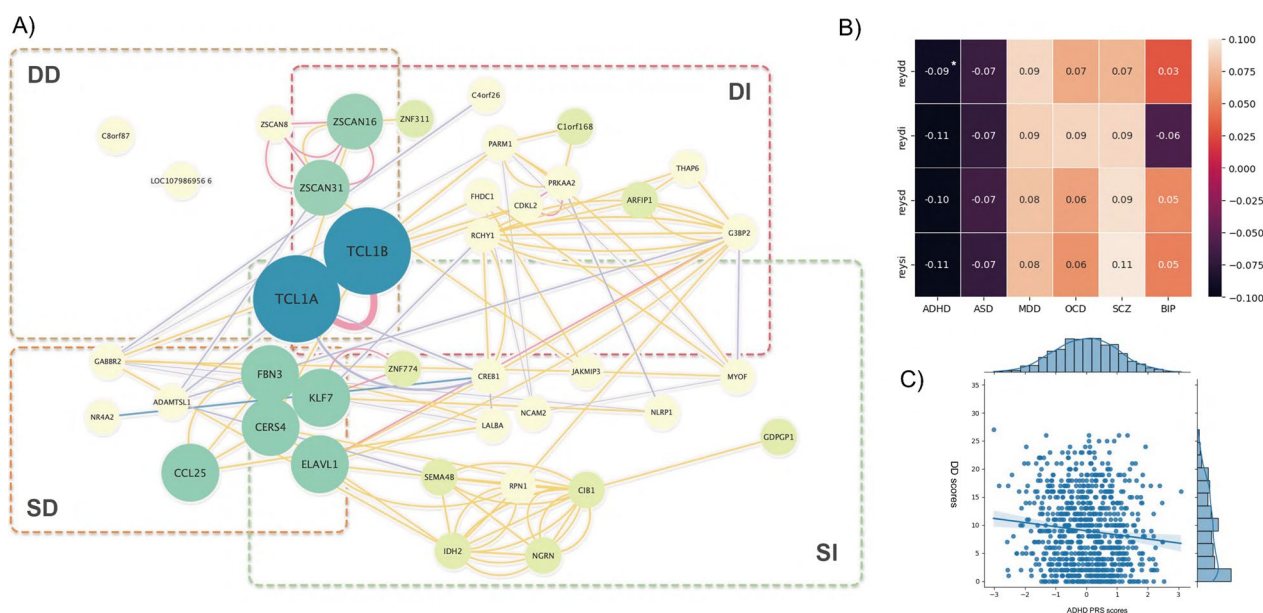 A)
DD
DI
SD
SI
C8orf87
LOC107986956 6
ZSCAN8
ZSCAN16
ZNF311
C4orf26
ZSCAN31
C1orf168
PARM1
PRKAA2
THAP6
FHDC1
CDKL2
ARFIP1
RCHY1
G3BP2
TCL1B
TCL1A
GABBR2
FBN3
ZNF774
CREB1
JAKMIP3
MYOF
NR4A2
ADAMTSL1
KLF7
NCAM2
NLRP1
LALBA
CERS4
GDPGP1
CCL25
ELAVL1
SEMA4B
RPN1
CIB1
IDH2
NGRN
B)
reydd
-0.09 * -0.07 0.09 0.07 0.07 0.03
reydi
-0.11 -0.07 0.09 0.09 0.09 -0.06
reysd
-0.10 -0.07 0.08 0.06 0.09 0.05
reysi
-0.11 -0.07 0.08 0.06 0.11 0.05
ADHD ASD MDD OCD SCZ BIP
0.100
0.075
0.050
0.025
0.000
-0.025
-0.050
-0.075
-0.100
C)
DD scores
35
30
25
20
15
10
5
0
−3 −2 −1 0 1 2 3
ADHD PRS scores